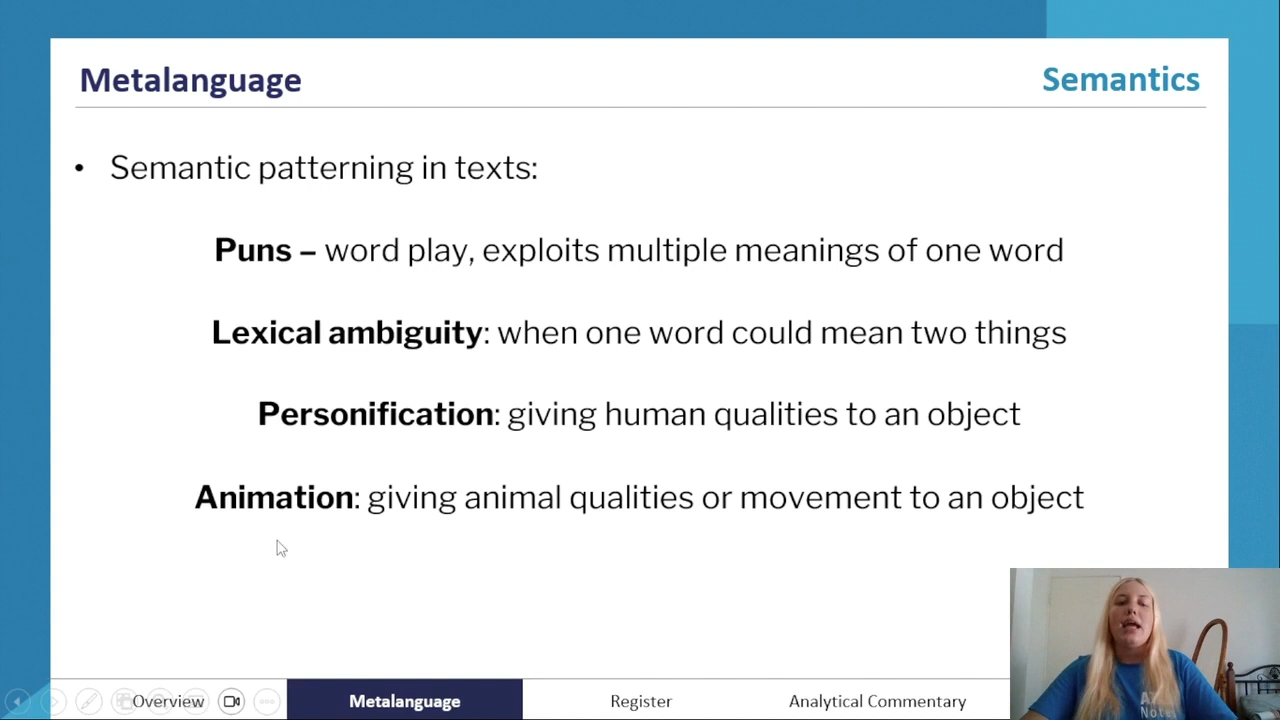 Metalanguage
Semantics
• Semantic patterning in texts:
Puns – word play, exploits multiple meanings of one word
Lexical ambiguity: when one word could mean two things
Personification: giving human qualities to an object
Animation: giving animal qualities or movement to an object
Overview
Metalanguage
Register
Analytical Commentary